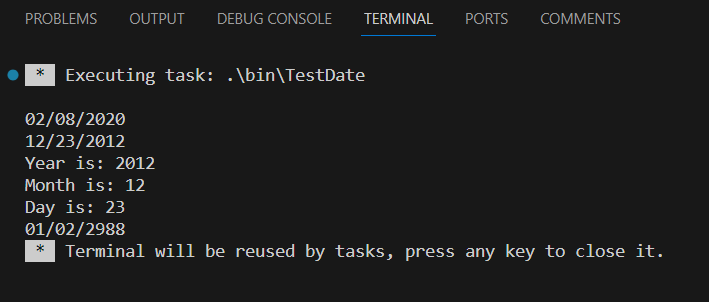 PROBLEMS OUTPUT DEBUG CONSOLE TERMINAL PORTS COMMENTS
* Executing task: .\bin\TestDate
02/08/2020
12/23/2012
Year is: 2012
Month is: 12
Day is: 23
01/02/2988
* Terminal will be reused by tasks, press any key to close it.